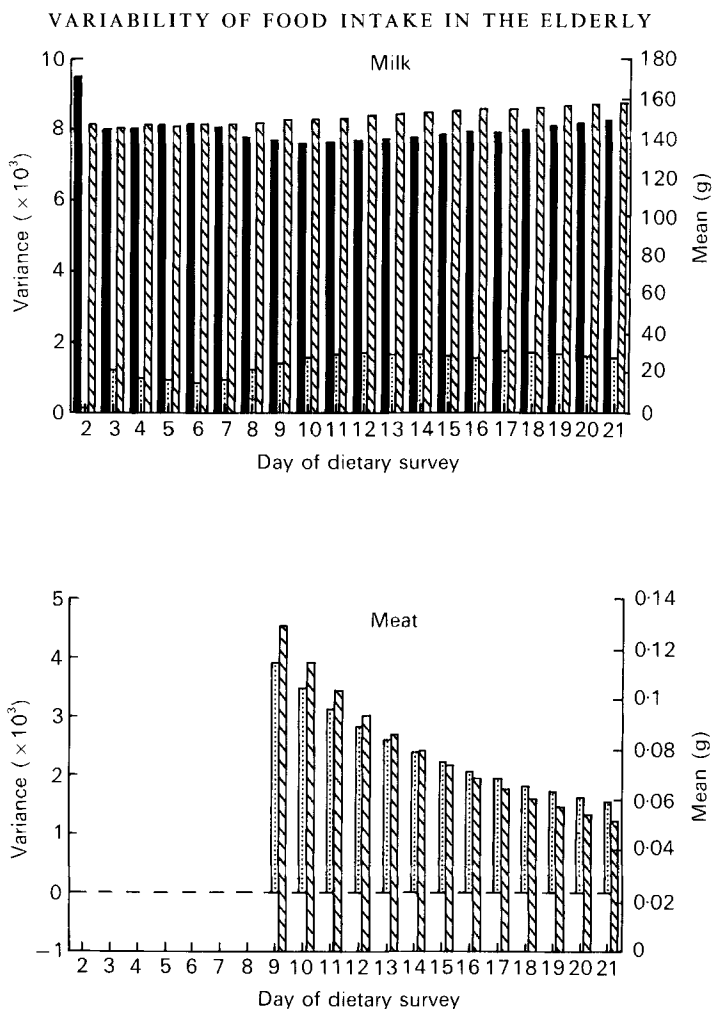 VARIABILITY OF FOOD INTAKE IN THE ELDERLY
Milk
Variance (×10³)
10
8
6
4
2
0
Mean (g)
180
160
140
120
100
80
60
40
20
0
2 3 4 5 6 7 8 9 10 11 12 13 14 15 16 17 18 19 20 21
Day of dietary survey
Meat
Variance (×10³)
5
4
3
2
1
0
−1
Mean (g)
0·14
0·12
0·1
0·08
0·06
0·04
0·02
0
2 3 4 5 6 7 8 9 10 11 12 13 14 15 16 17 18 19 20 21
Day of dietary survey